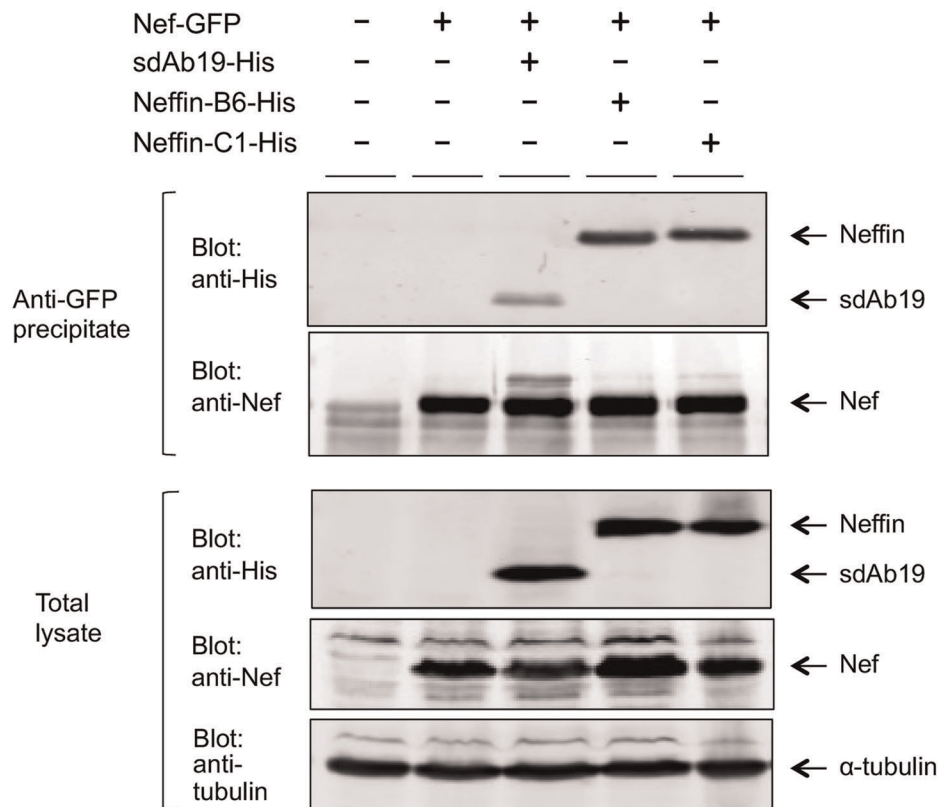 Nef-GFP – + + + +
sdAb19-His – – + – –
Neffin-B6-His – – – + –
Neffin-C1-His – – – – +
Anti-GFP
precipitate
Blot:
anti-His
Neffin
sdAb19
Blot:
anti-Nef
Nef
Total
lysate
Blot:
anti-His
Neffin
sdAb19
Blot:
anti-Nef
Nef
Blot:
anti-
tubulin
α-tubulin